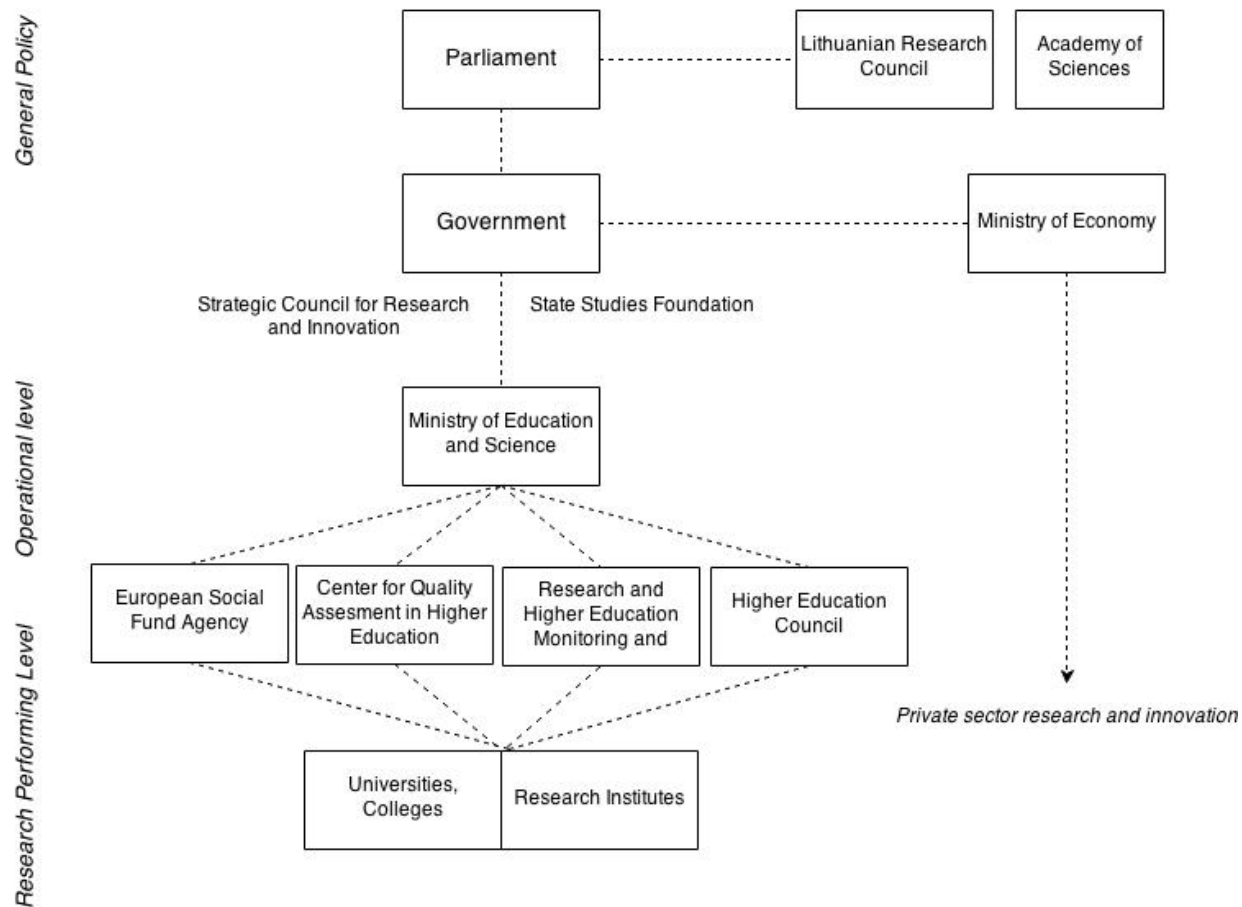 General Policy
Parliament
Lithuanian Research
Council
Academy of
Sciences
Government
Ministry of Economy
Strategic Council for Research
and Innovation
State Studies Foundation
Operational level
Ministry of Education
and Science
European Social
Fund Agency
Center for Quality
Assesment in Higher
Education
Research and
Higher Education
Monitoring and
Higher Education
Council
Research Performing Level
Private sector research and innovation
Universities,
Colleges
Research Institutes